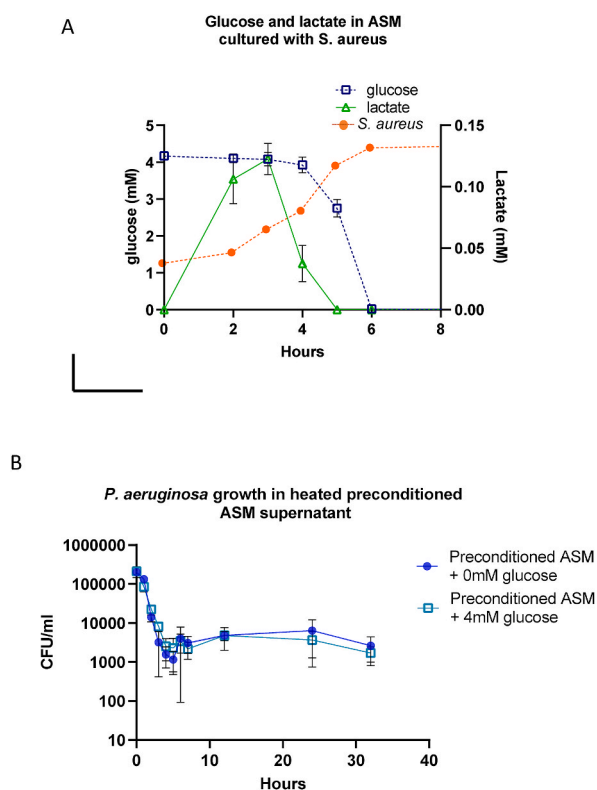 A
Glucose and lactate in ASM
cultured with S. aureus
glucose
lactate
S. aureus
5
4
3
2
1
0
glucose (mM)
0.15
0.10
0.05
0.00
Lactate (mM)
0 2 4 6 8
Hours
B
P. aeruginosa growth in heated preconditioned
ASM supernatant
1000000
100000
10000
1000
100
10
CFU/ml
0 10 20 30 40
Hours
Preconditioned ASM
+ 0mM glucose
Preconditioned ASM
+ 4mM glucose